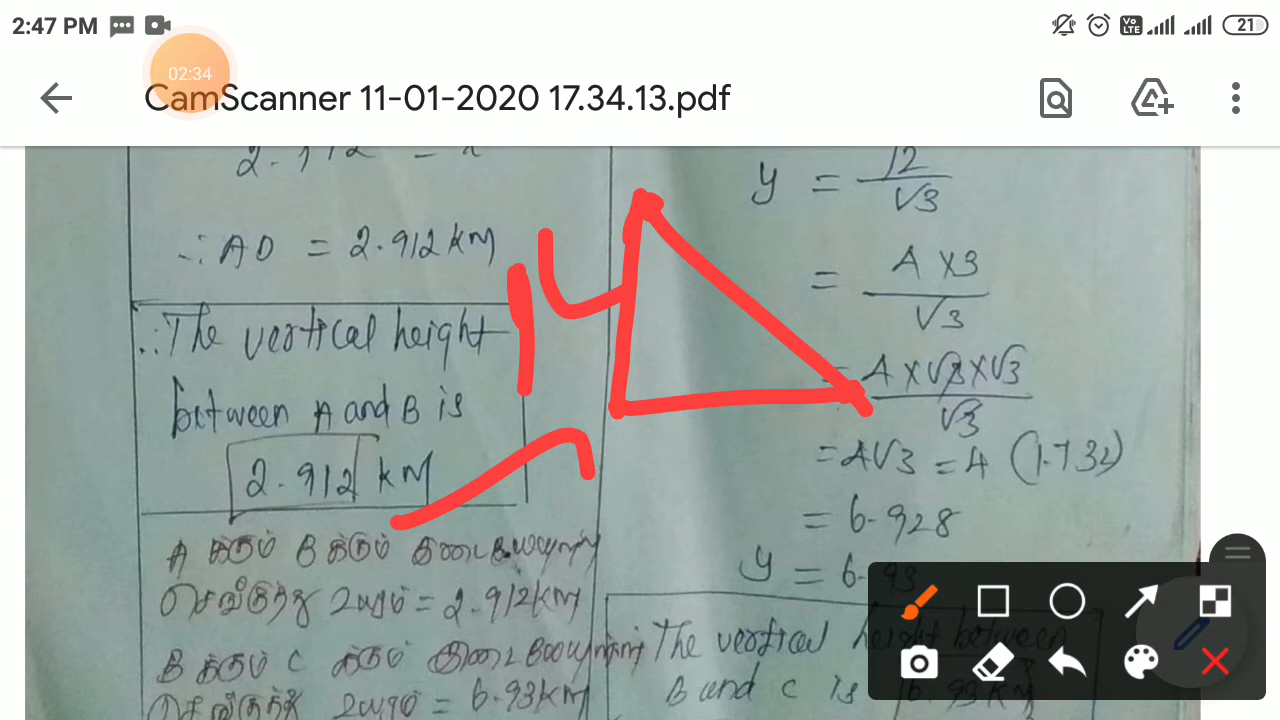 2:47 PM
21
02:34
CamScanner 11-01-2020 17.34.13.pdf
∴ AD = 2.912 KM
∴ The vertical height
between A and B is
2.912 KM
A க்கும் B க்கும்
உயரம் = 2.912 KM
B க்கும் C க்கும்
உயரம் = 6.93 KM
y = 12/√3
= 4 × 3/√3
= 4 × √3 × √3/√3
= 4√3 = 4 (1.732)
= 6.928
y = 6.93
The vertical height between
B and C is 6.93 KM
14